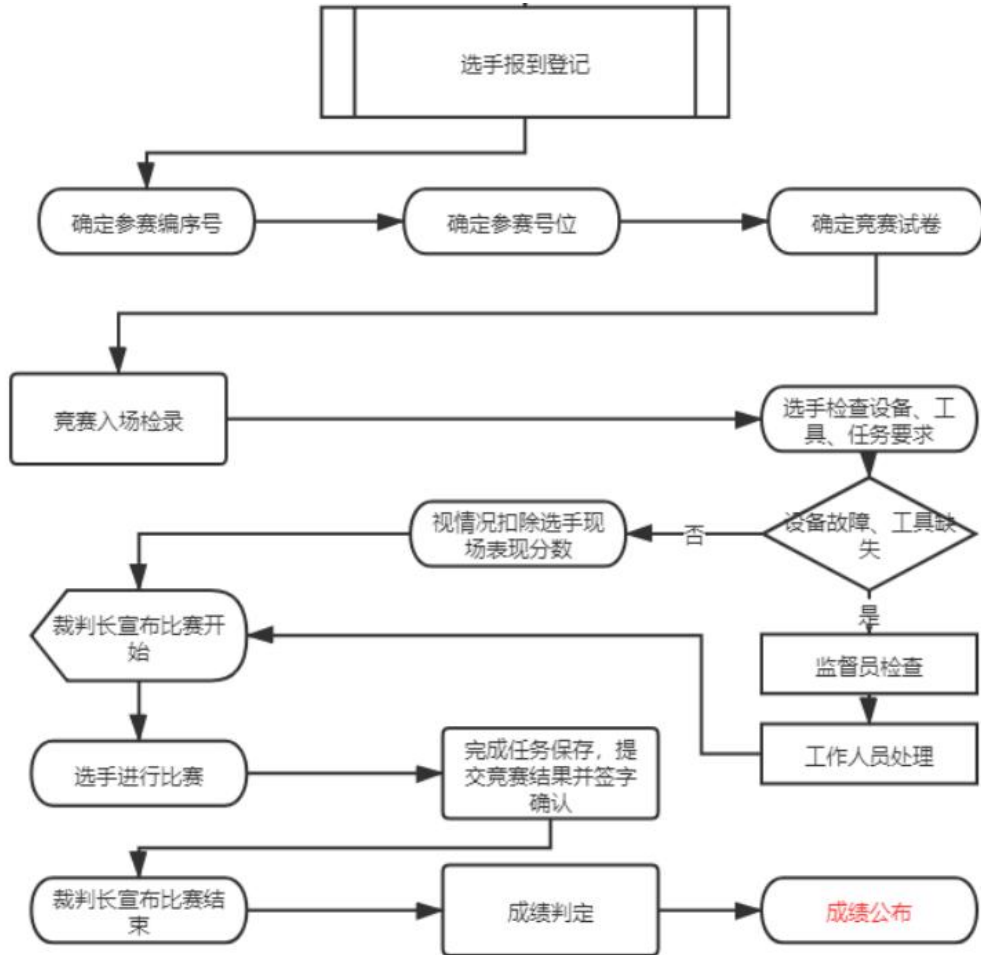 选手报到登记
确定参赛编序号
确定参赛号位
确定竞赛试卷
竞赛入场检录
选手检查设备、工
具、任务要求
设备故障、工具缺
失
否
视情况扣除选手现
场表现分数
是
监督员检查
工作人员处理
裁判长宣布比赛开
始
选手进行比赛
完成任务保存，提
交竞赛结果并签字
确认
裁判长宣布比赛结
束
成绩判定
成绩公布